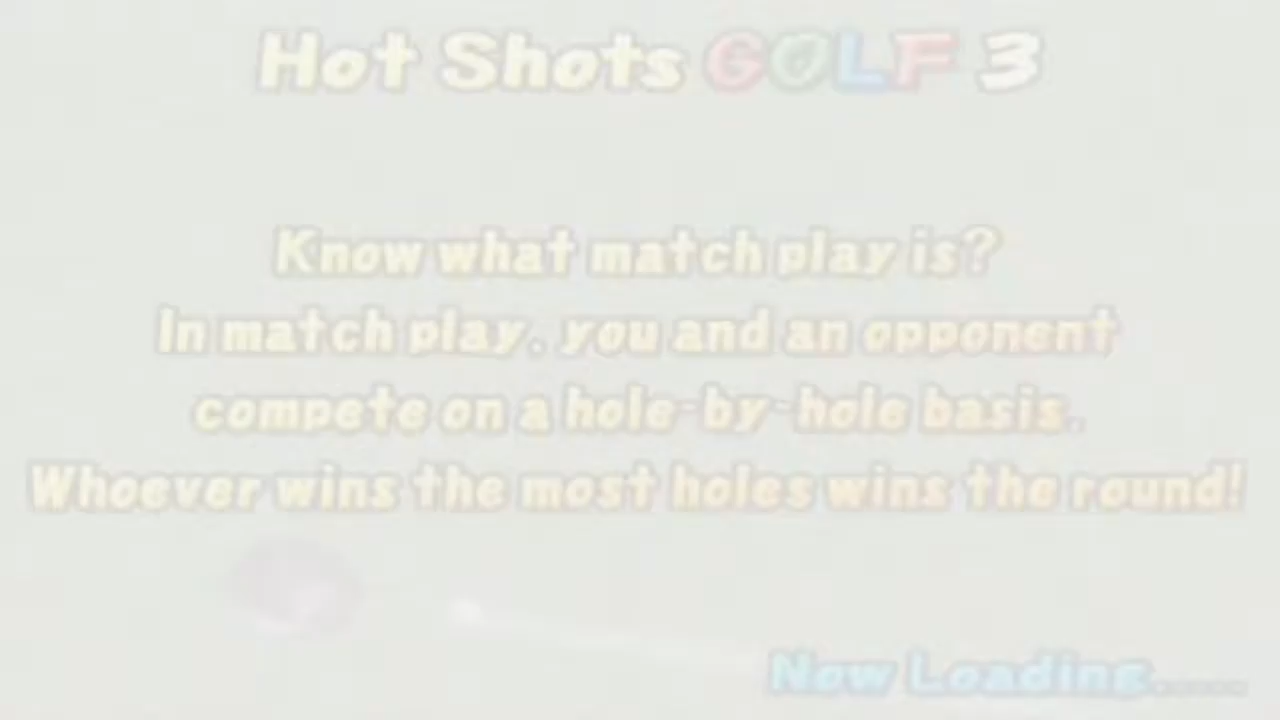 Hot Shots GOLF 3
Know what match play is?
In match play, you and an opponent
compete on a hole-by-hole basis.
Whoever wins the most holes wins the round!
Now Loading......